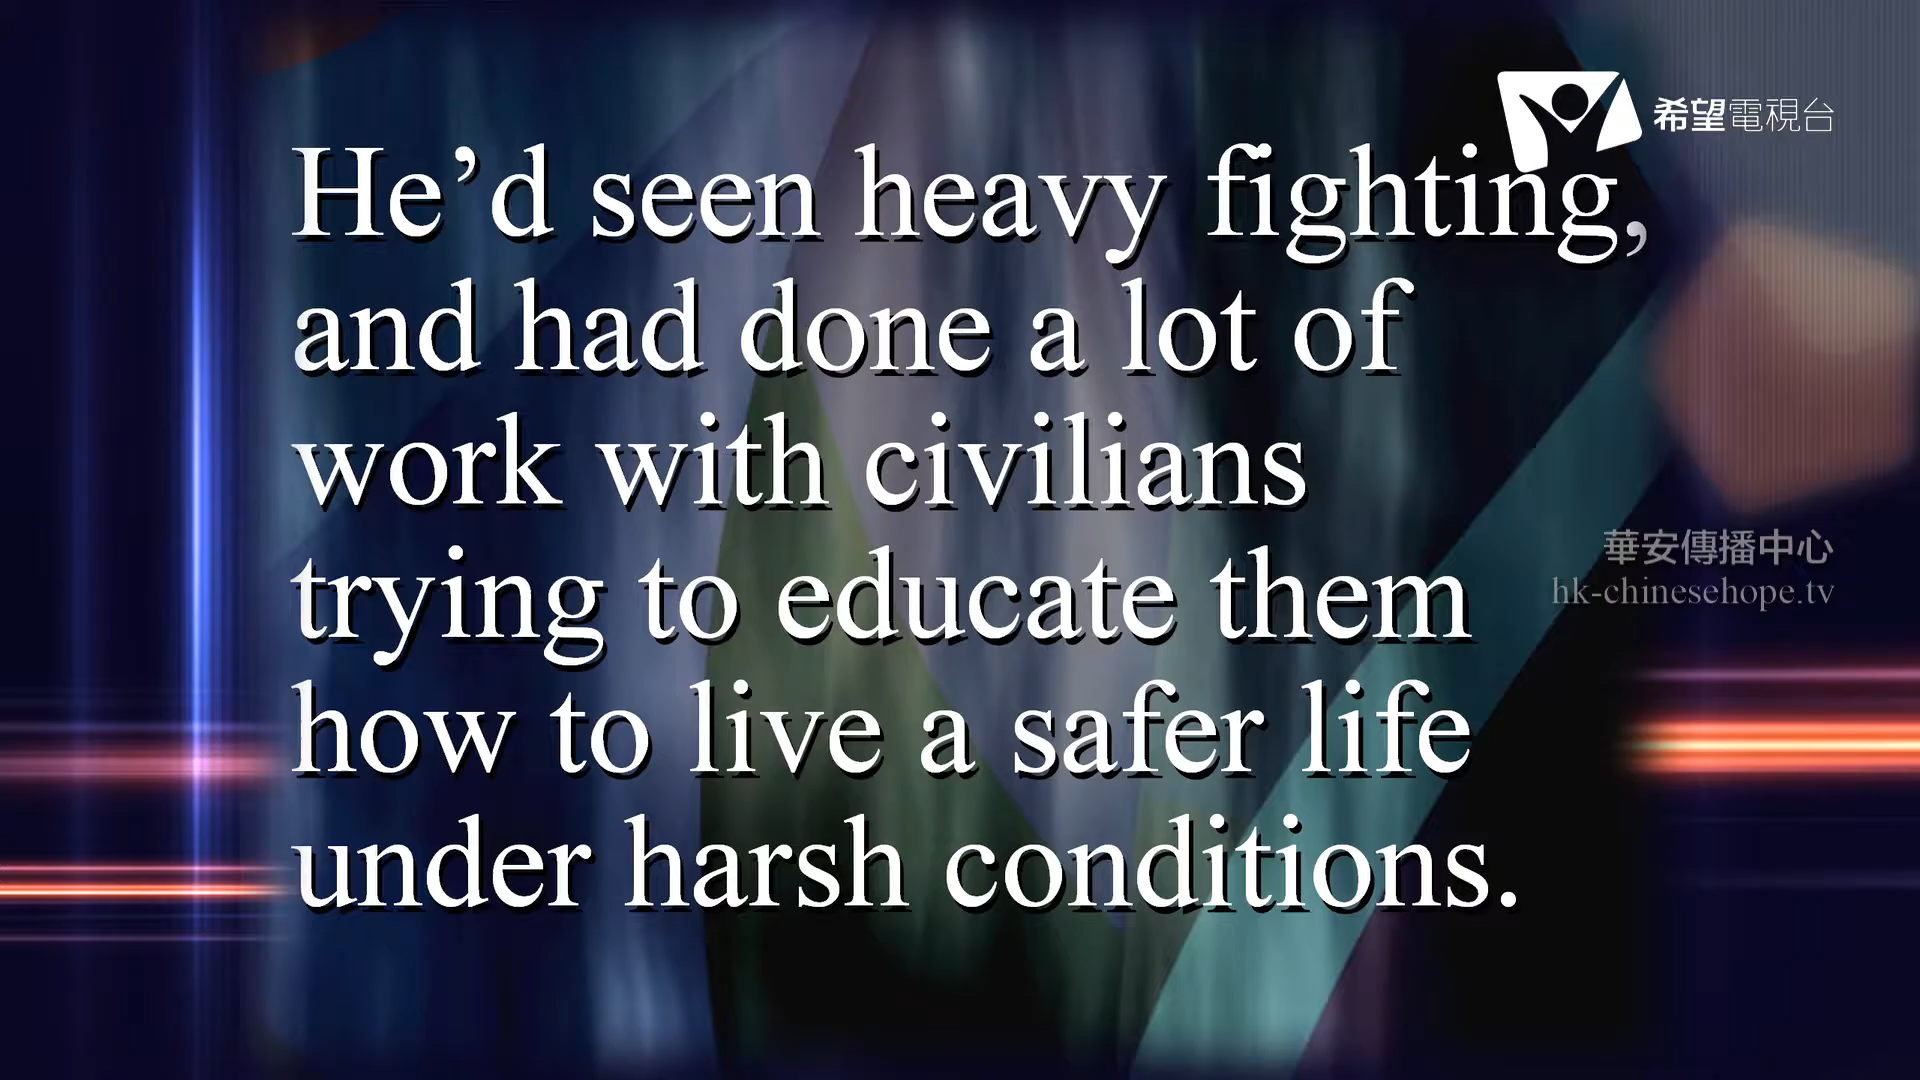 希望電視台
He’d seen heavy fighting,
and had done a lot of
work with civilians
trying to educate them
how to live a safer life
under harsh conditions.
華安傳播中心
hk-chinesehope.tv